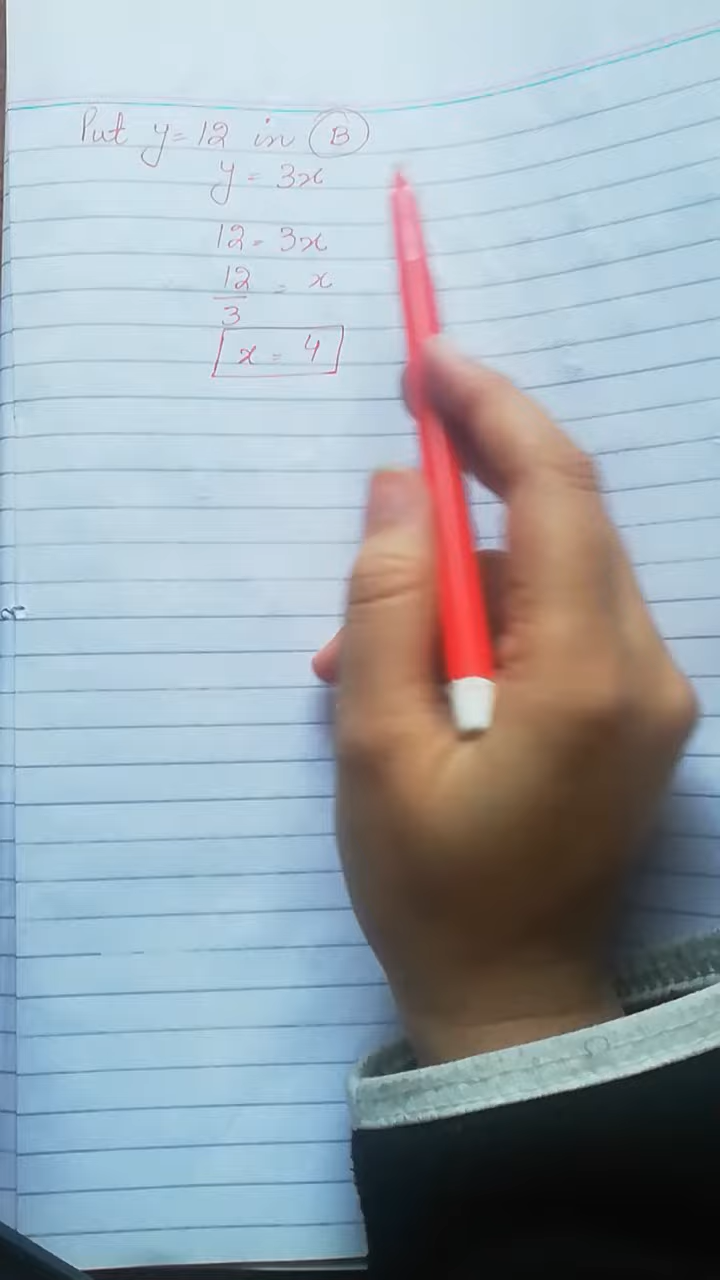 Put y = 12 in B
y = 3x
12 = 3x
12/3 = x
x = 4